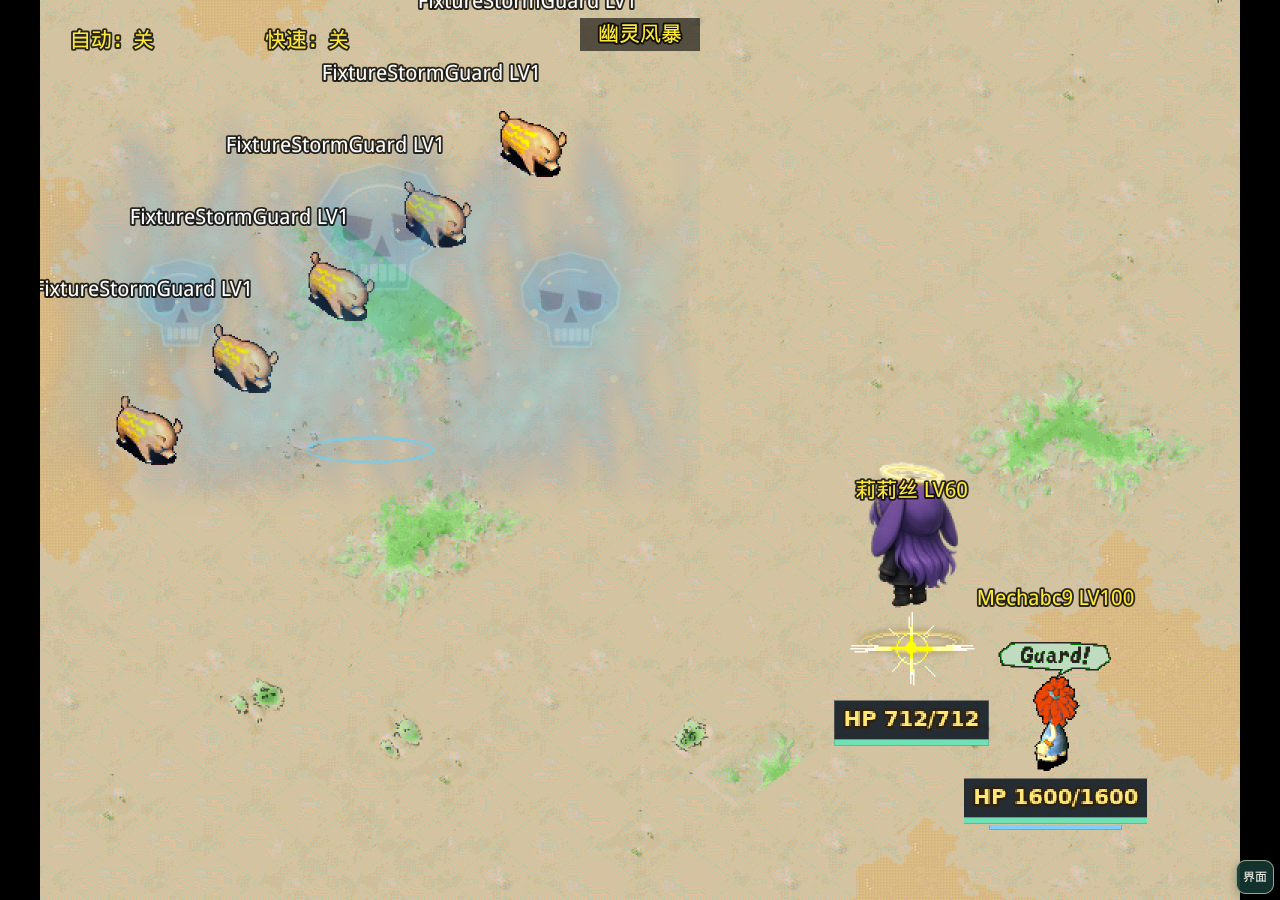 FixtureStormGuard LV1
自动：关
快速：关
幽灵风暴
FixtureStormGuard LV1
FixtureStormGuard LV1
FixtureStormGuard LV1
FixtureStormGuard LV1
莉莉丝 LV60
Mechabc9 LV100
Guard!
HP 712/712
HP 1600/1600
界面